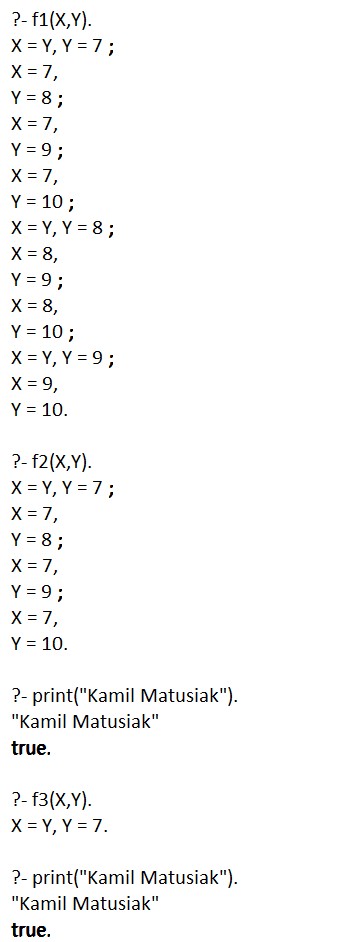 ?- f1(X,Y).
X = Y, Y = 7 ;
X = 7,
Y = 8 ;
X = 7,
Y = 9 ;
X = 7,
Y = 10 ;
X = Y, Y = 8 ;
X = 8,
Y = 9 ;
X = 8,
Y = 10 ;
X = Y, Y = 9 ;
X = 9,
Y = 10.

?- f2(X,Y).
X = Y, Y = 7 ;
X = 7,
Y = 8 ;
X = 7,
Y = 9 ;
X = 7,
Y = 10.

?- print("Kamil Matusiak").
"Kamil Matusiak"
true.

?- f3(X,Y).
X = Y, Y = 7.

?- print("Kamil Matusiak").
"Kamil Matusiak"
true.